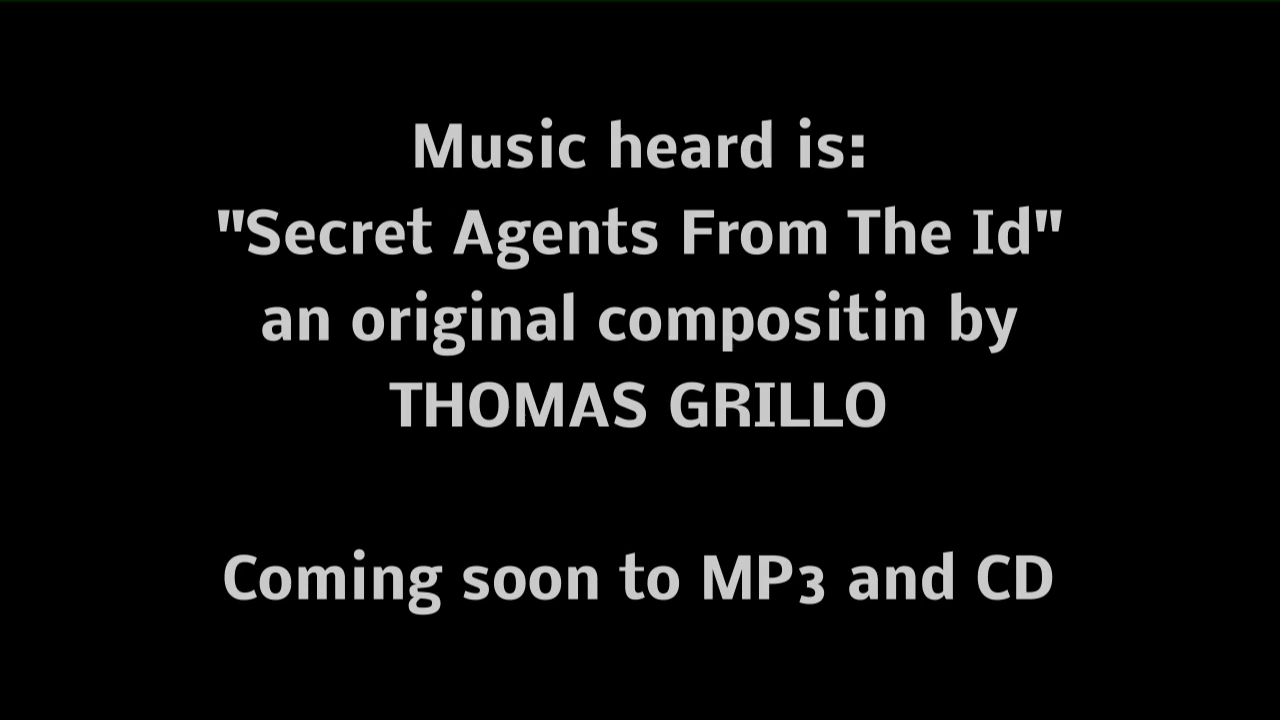 Music heard is:
"Secret Agents From The Id"
an original compositin by
THOMAS GRILLO
Coming soon to MP3 and CD